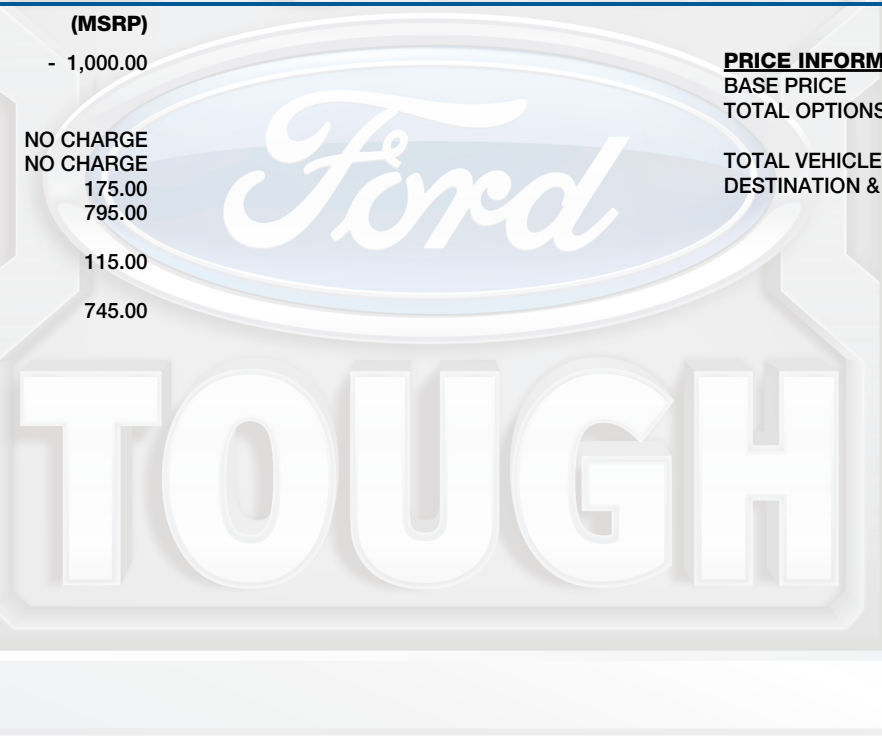 (MSRP)
- 1,000.00
NO CHARGE
NO CHARGE
175.00
795.00
115.00
745.00
PRICE INFORM
BASE PRICE
TOTAL OPTIONS
TOTAL VEHICLE
DESTINATION &
Ford
TOUGH